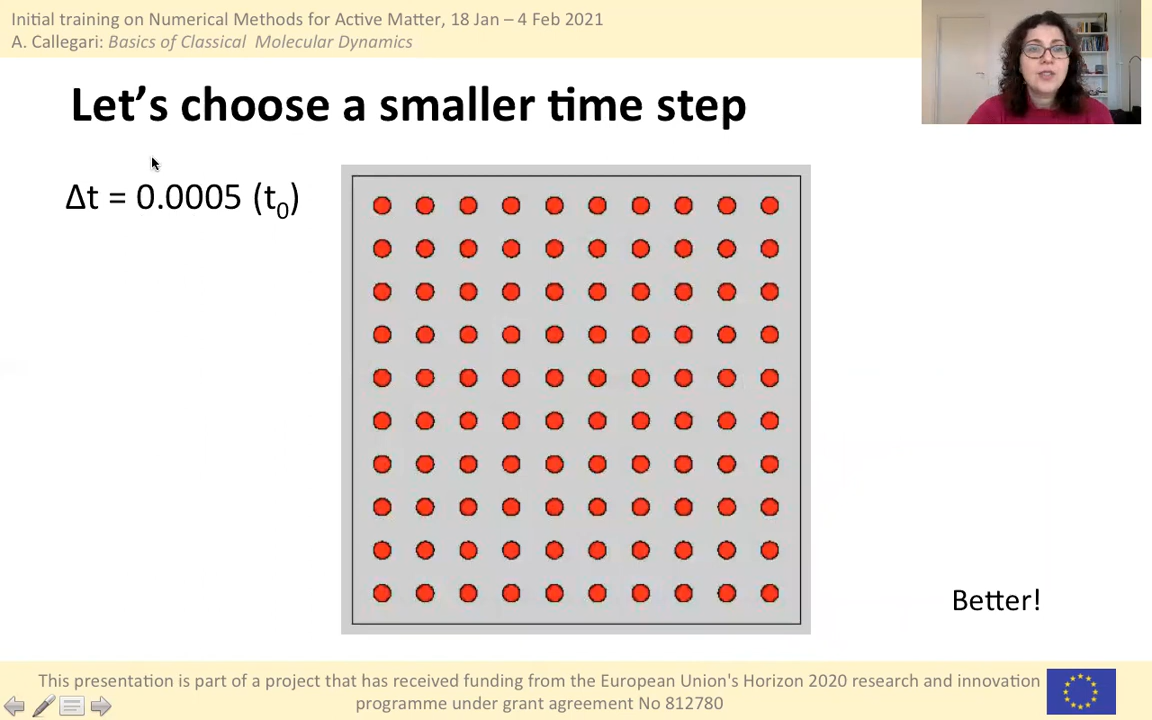 Initial training on Numerical Methods for Active Matter, 18 Jan – 4 Feb 2021
A. Callegari: Basics of Classical Molecular Dynamics
Let’s choose a smaller time step
Δt = 0.0005 (t₀)
Better!
This presentation is part of a project that has received funding from the European Union's Horizon 2020 research and innovation
programme under grant agreement No 812780